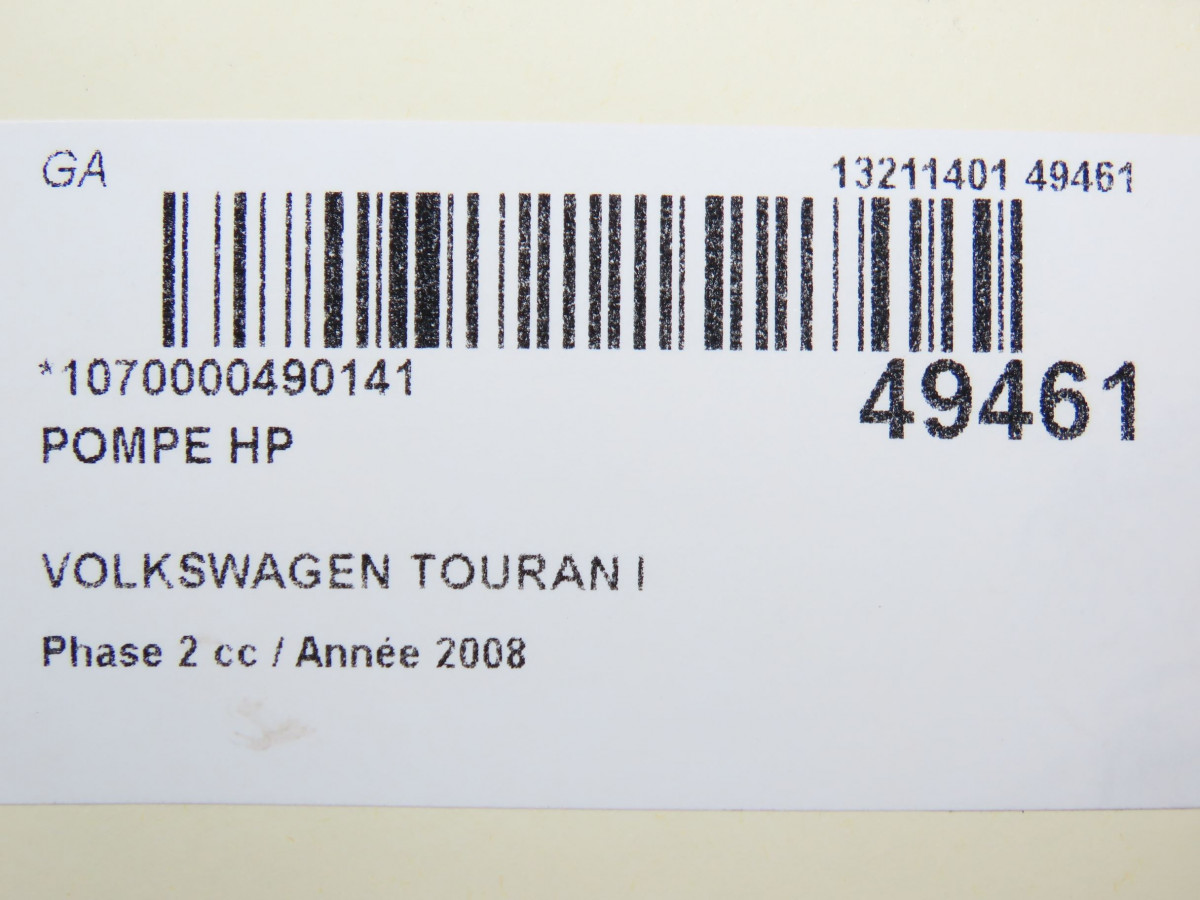 GA
13211401 49461
*1070000490141
49461
POMPE HP
VOLKSWAGEN TOURAN I
Phase 2 cc / Année 2008